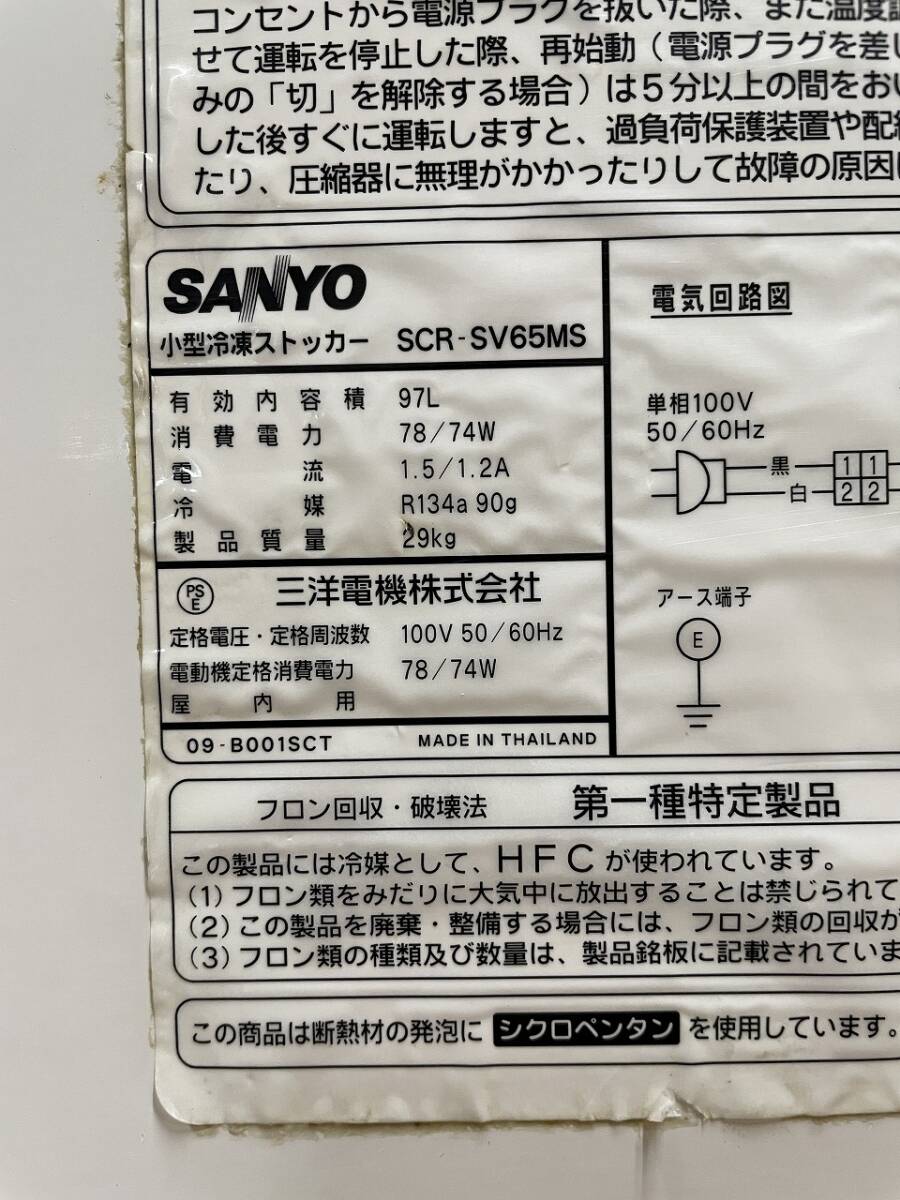 コンセントから電源プラグを抜いた際、また温度調
せて運転を停止した際、再始動(電源プラグを差し
みの「切」を解除する場合)は5分以上の間をおい
した後すぐに運転しますと、過負荷保護装置や配
たり、圧縮器に無理がかかったりして故障の原因に
SANYO
小型冷凍ストッカー SCR-SV65MS
有効内容積 97L
消費電力 78/74W
電流 1.5/1.2A
冷媒 R134a 90g
製品質量 29kg
PS
E
三洋電機株式会社
定格電圧・定格周波数 100V 50/60Hz
電動機定格消費電力 78/74W
屋内用
09-B001SCT MADE IN THAILAND
電気回路図
単相100V
50/60Hz
黒 1 1
白 2 2
アース端子
E
フロン回収・破壊法 第一種特定製品
この製品には冷媒として、HFCが使われています。
(1)フロン類をみだりに大気中に放出することは禁じられて
(2)この製品を廃棄・整備する場合には、フロン類の回収が
(3)フロン類の種類及び数量は、製品銘板に記載されていま
この商品は断熱材の発泡に シクロペンタン を使用しています。